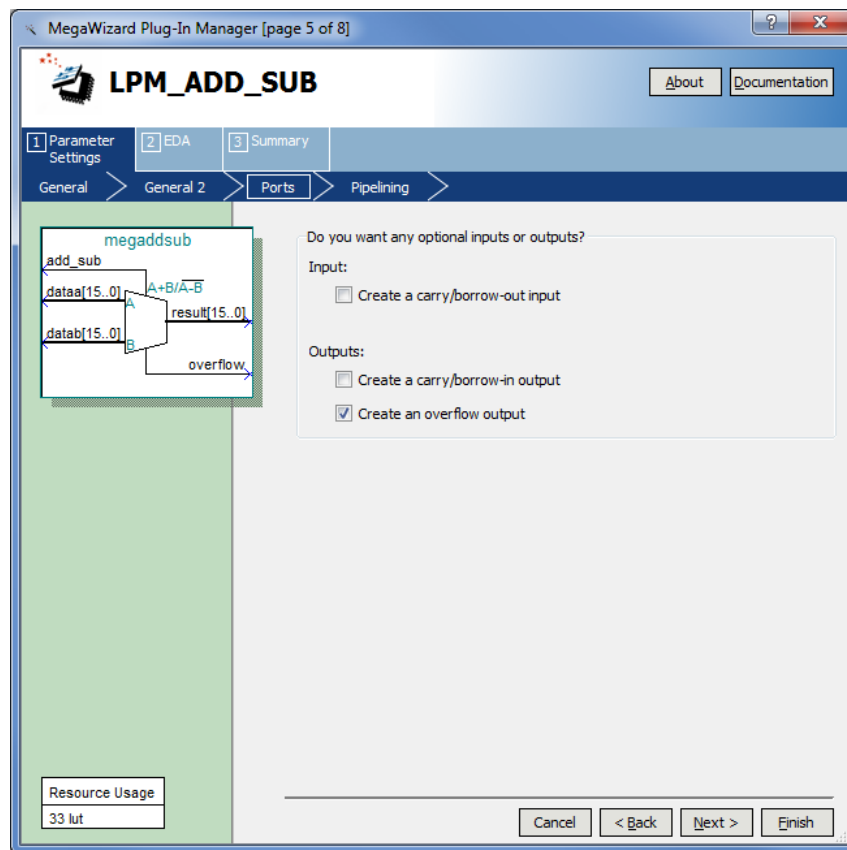 MegaWizard Plug-In Manager [page 5 of 8]
?
X
LPM_ADD_SUB
About
Documentation
1 Parameter Settings
2 EDA
3 Summary
General
General 2
Ports
Pipelining
megaddsub
add_sub
A+B/A-B
dataa[15..0]
A
result[15..0]
datab[15..0]
B
overflow
Do you want any optional inputs or outputs?
Input:
Create a carry/borrow-out input
Outputs:
Create a carry/borrow-in output
Create an overflow output
Resource Usage
33 lut
Cancel
< Back
Next >
Finish